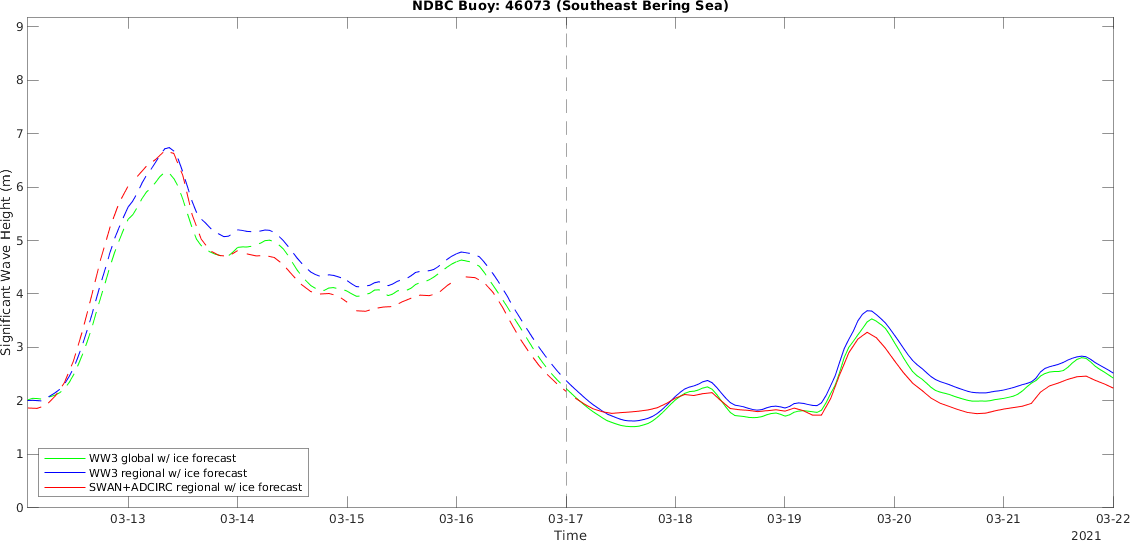 NDBC Buoy: 46073 (Southeast Bering Sea)
Significant Wave Height (m)
9
8
7
6
5
4
3
2
1
0
WW3 global w/ ice forecast
WW3 regional w/ ice forecast
SWAN+ADCIRC regional w/ ice forecast
03-13 03-14 03-15 03-16 03-17 03-18 03-19 03-20 03-21 03-22
Time
2021